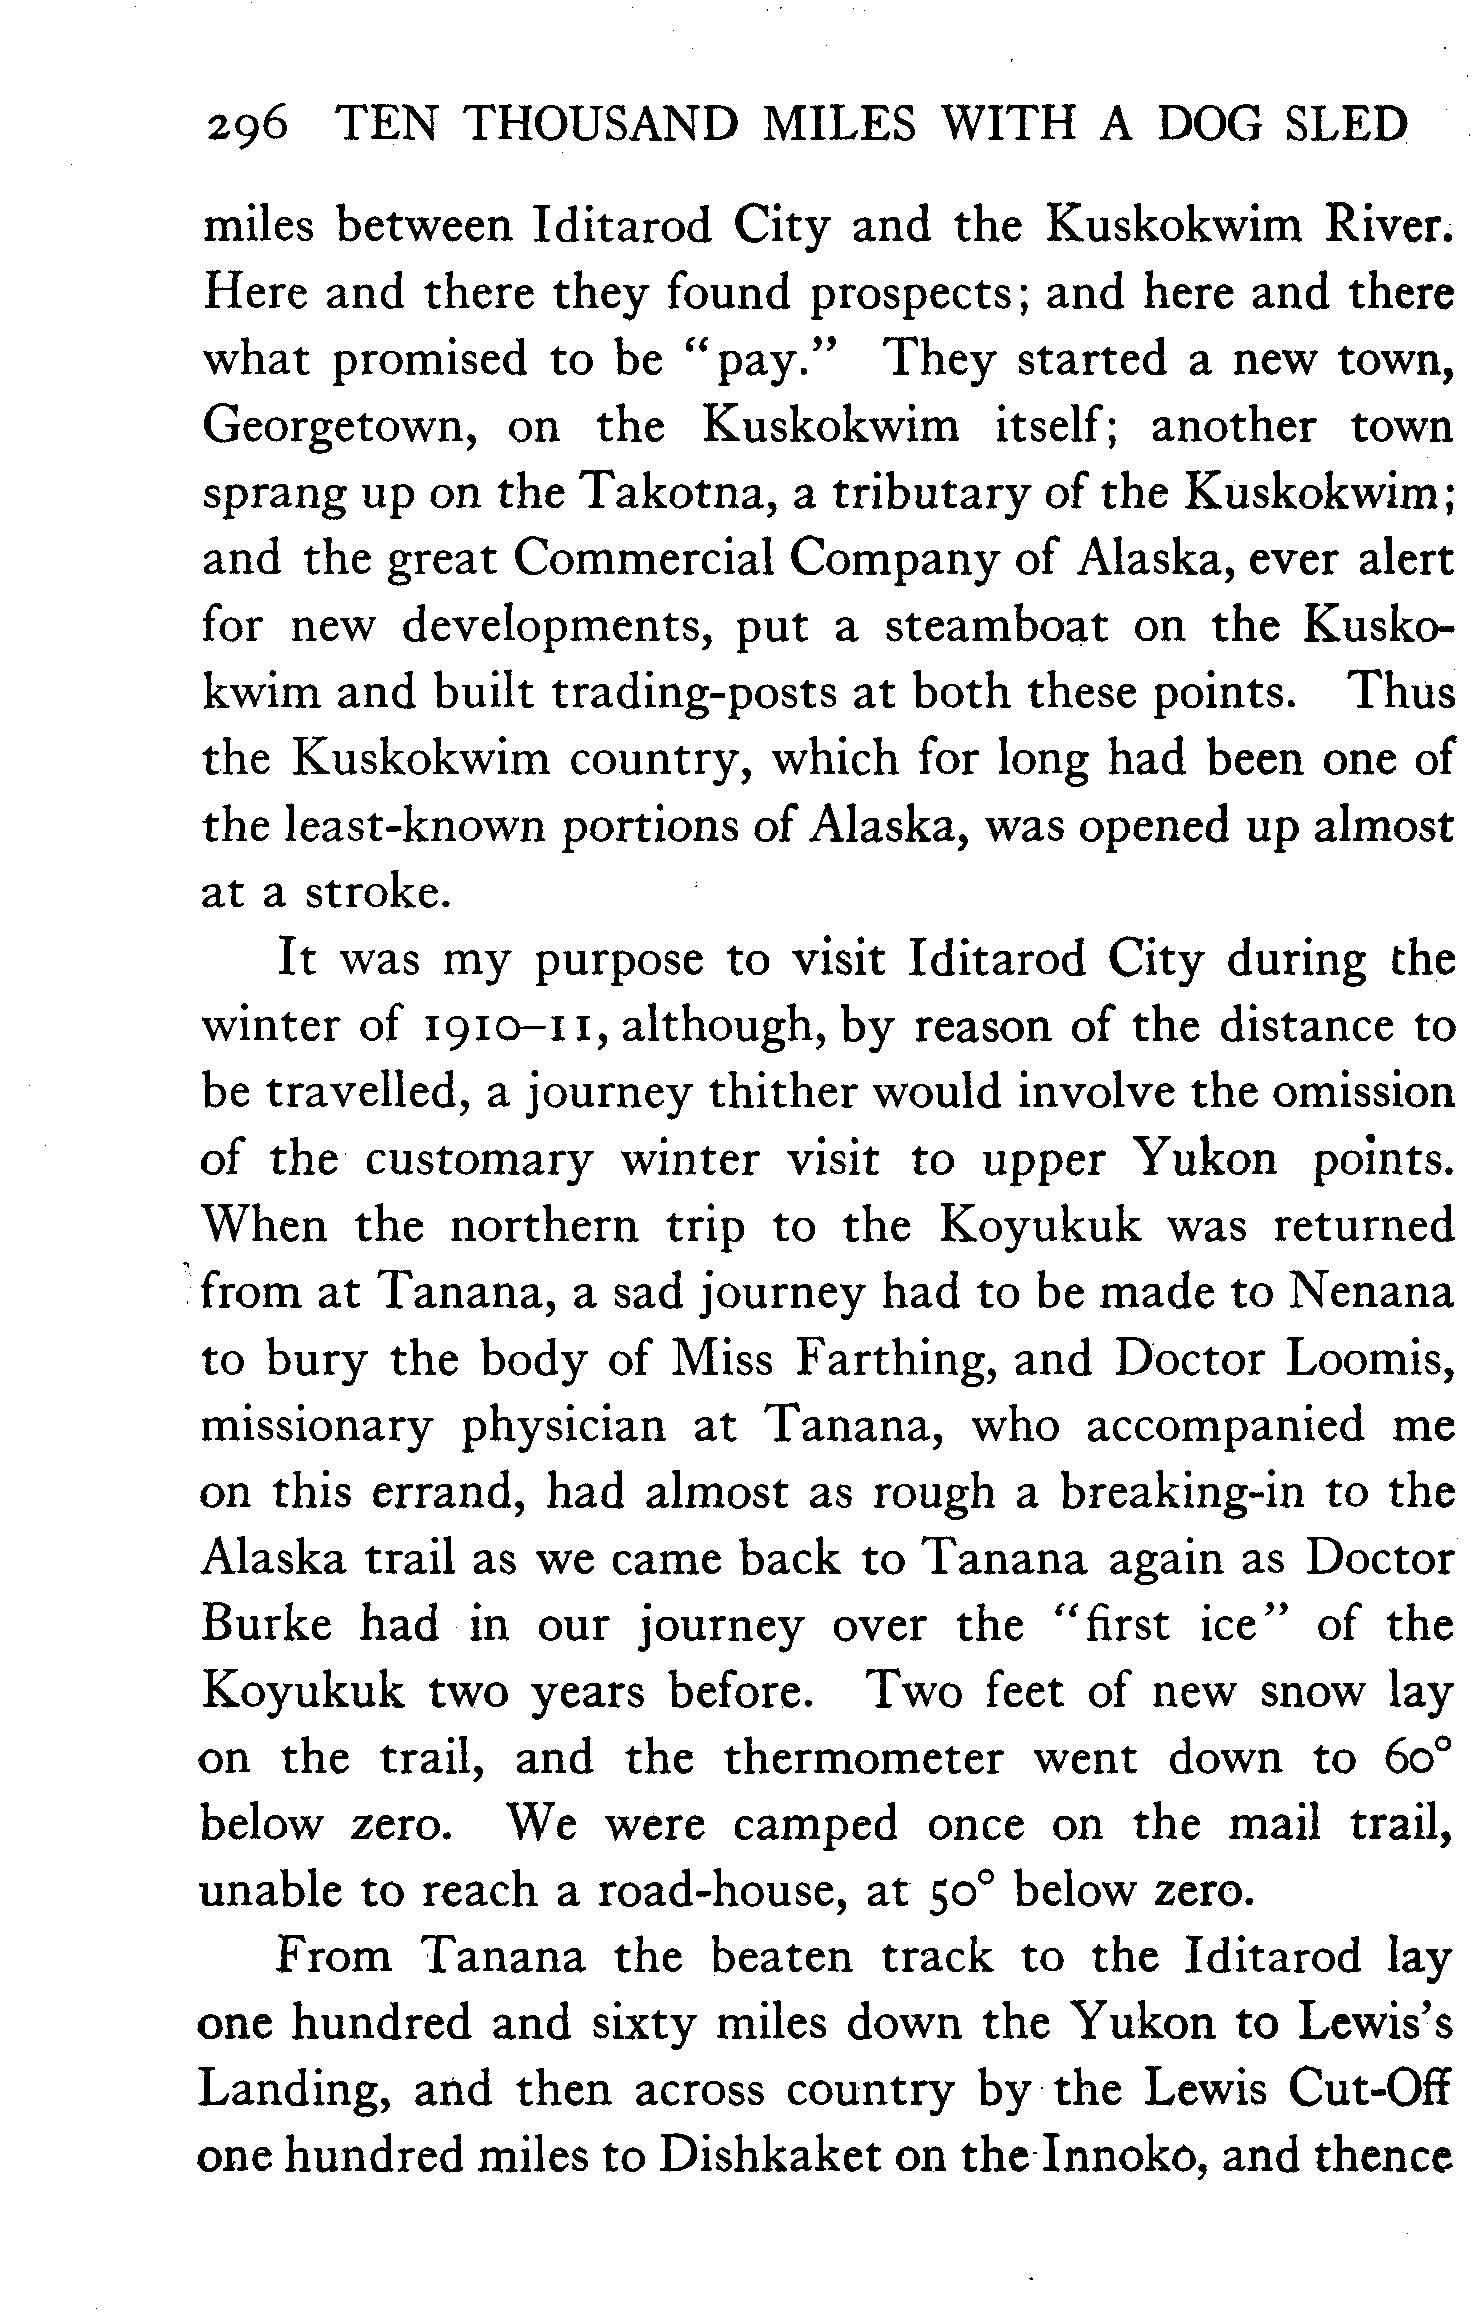 296 TEN THOUSAND MILES WITH A DOG SLED
miles between Iditarod City and the Kuskokwim River.
Here and there they found prospects; and here and there
what promised to be “pay.” They started a new town,
Georgetown, on the Kuskokwim itself; another town
sprang up on the Takotna, a tributary of the Kuskokwim;
and the great Commercial Company of Alaska, ever alert
for new developments, put a steamboat on the Kusko-
kwim and built trading-posts at both these points. Thus
the Kuskokwim country, which for long had been one of
the least-known portions of Alaska, was opened up almost
at a stroke.
It was my purpose to visit Iditarod City during the
winter of 1910–11, although, by reason of the distance to
be travelled, a journey thither would involve the omission
of the customary winter visit to upper Yukon points.
When the northern trip to the Koyukuk was returned
from at Tanana, a sad journey had to be made to Nenana
to bury the body of Miss Farthing, and Doctor Loomis,
missionary physician at Tanana, who accompanied me
on this errand, had almost as rough a breaking-in to the
Alaska trail as we came back to Tanana again as Doctor
Burke had in our journey over the “first ice” of the
Koyukuk two years before. Two feet of new snow lay
on the trail, and the thermometer went down to 60°
below zero. We were camped once on the mail trail,
unable to reach a road-house, at 50° below zero.
From Tanana the beaten track to the Iditarod lay
one hundred and sixty miles down the Yukon to Lewis’s
Landing, and then across country by the Lewis Cut-Off
one hundred miles to Dishkaket on the Innoko, and thence